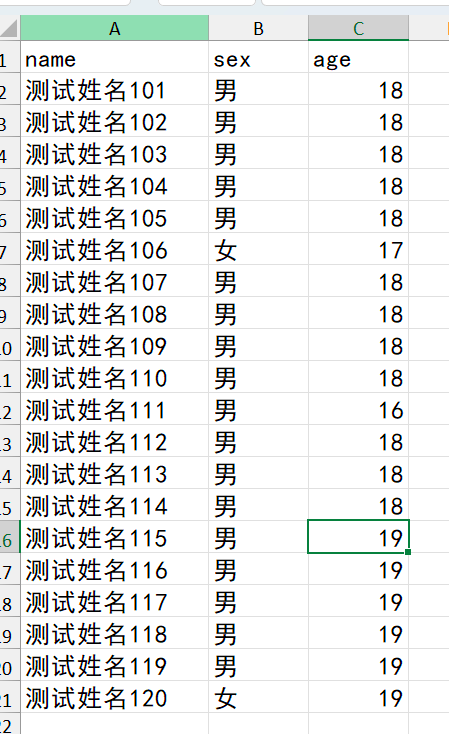 A B C
1 name sex age
2 测试姓名101 男 18
3 测试姓名102 男 18
4 测试姓名103 男 18
5 测试姓名104 男 18
6 测试姓名105 男 18
7 测试姓名106 女 17
8 测试姓名107 男 18
9 测试姓名108 男 18
0 测试姓名109 男 18
1 测试姓名110 男 18
2 测试姓名111 男 16
3 测试姓名112 男 18
4 测试姓名113 男 18
5 测试姓名114 男 18
6 测试姓名115 男 19
7 测试姓名116 男 19
8 测试姓名117 男 19
9 测试姓名118 男 19
20 测试姓名119 男 19
21 测试姓名120 女 19
22